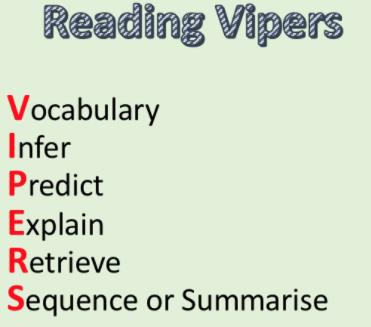 Reading Vipers
Vocabulary
Infer
Predict
Explain
Retrieve
Sequence or Summarise